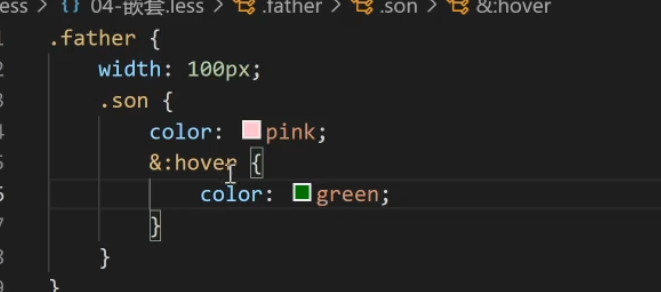 ess > {} 04-嵌套.less > .father > .son > &:hover
1 .father {
2 width: 100px;
3 .son {
4 color: pink;
5 &:hover {
6 color: green;
7 }
8 }
9 }